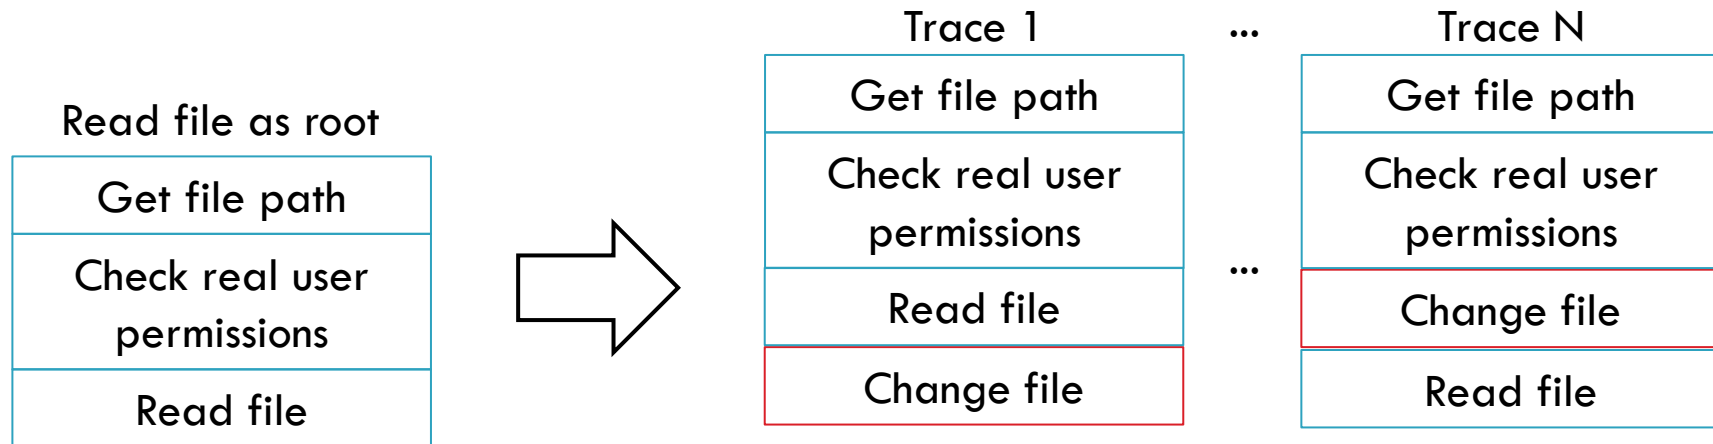 Read file as root
Get file path
Check real user
permissions
Read file
Trace 1
Get file path
Check real user
permissions
Read file
Change file
...
...
Trace N
Get file path
Check real user
permissions
Change file
Read file